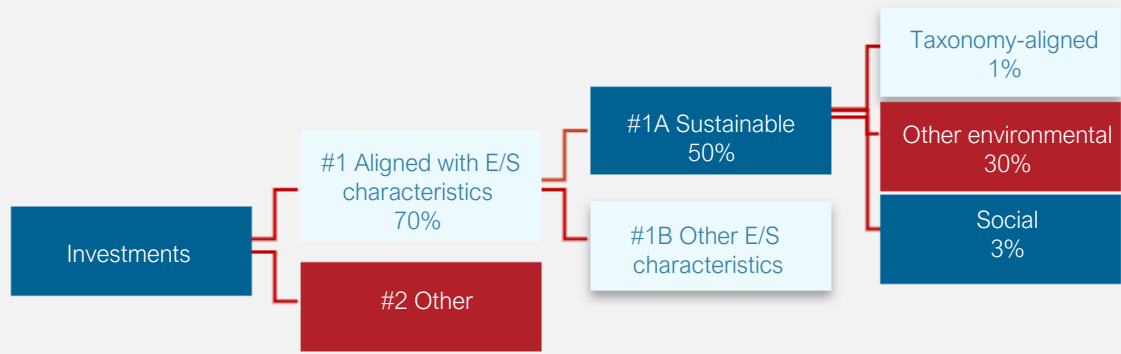 Investments
#1 Aligned with E/S
characteristics
70%
#2 Other
#1A Sustainable
50%
#1B Other E/S
characteristics
Taxonomy-aligned
1%
Other environmental
30%
Social
3%